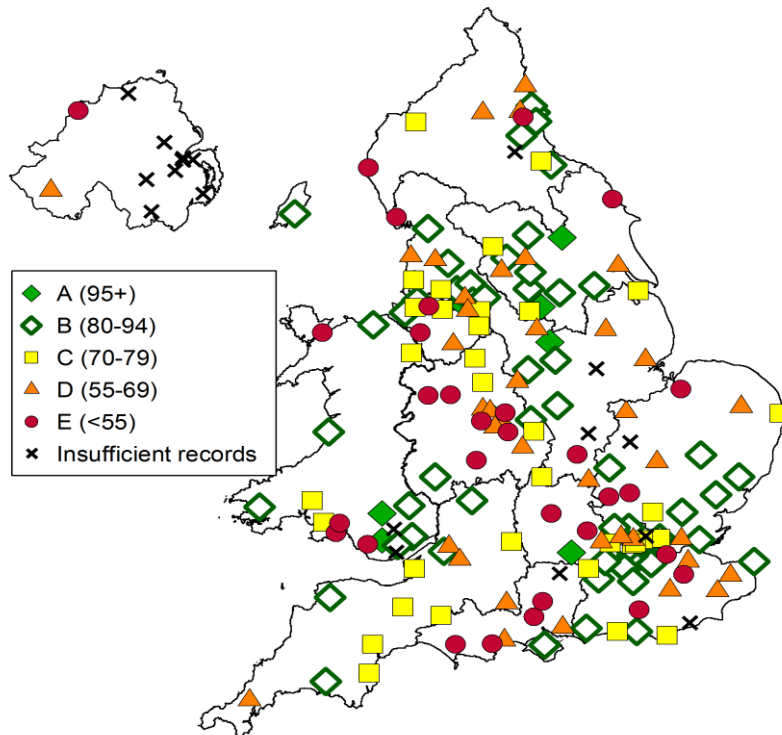 A (95+)
B (80-94)
C (70-79)
D (55-69)
E (<55)
Insufficient records